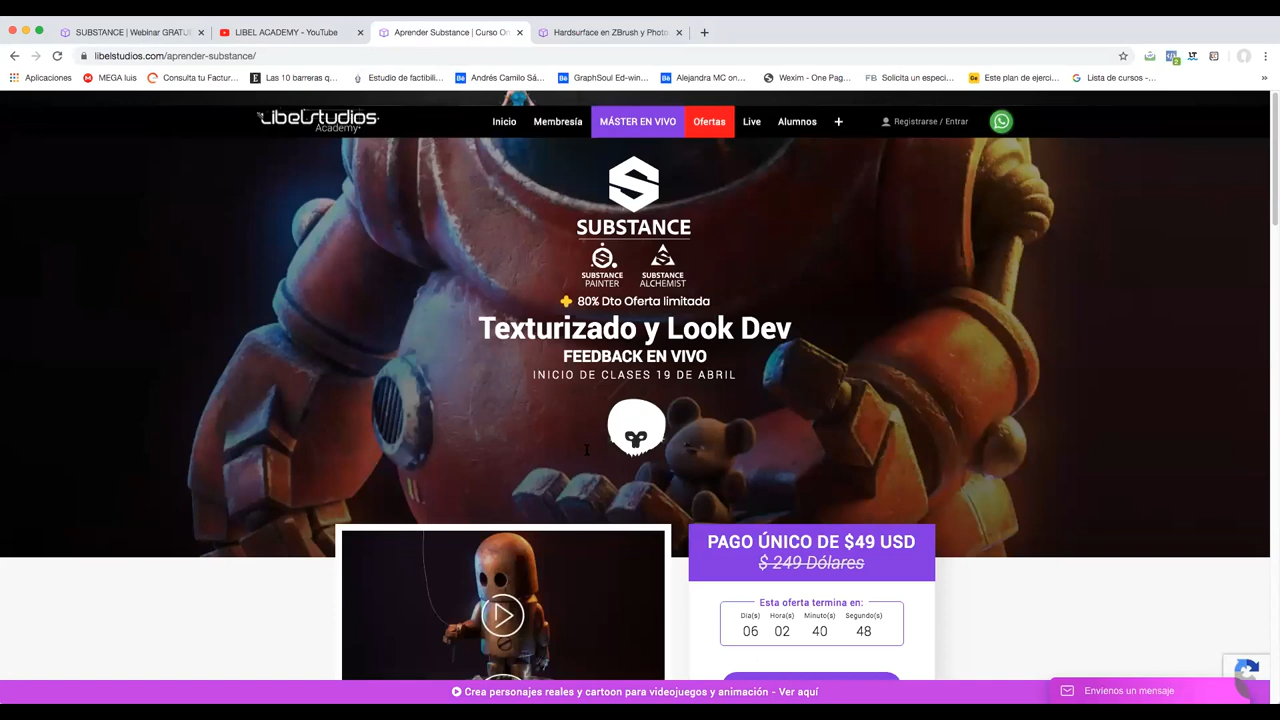 SUBSTANCE | Webinar GRATU
LIBEL ACADEMY - YouTube
Aprender Substance | Curso On
Hardsurface en ZBrush y Photo
libelstudios.com/aprender-substance/
Aplicaciones
MEGA luis
Consulta tu Factur...
Las 10 barreras q...
Estudio de factibili...
Andrés Camilo Sá...
GraphSoul Ed-win...
Alejandra MC on...
Wexim - One Pag...
FB Solicita un especi...
Este plan de ejerci...
Lista de cursos -...
Libelstudios
Academy
Inicio
Membresía
MÁSTER EN VIVO
Ofertas
Live
Alumnos
Registrarse / Entrar
SUBSTANCE
SUBSTANCE PAINTER
SUBSTANCE ALCHEMIST
80% Dto Oferta limitada
Texturizado y Look Dev
FEEDBACK EN VIVO
INICIO DE CLASES 19 DE ABRIL
PAGO ÚNICO DE $49 USD
$ 249 Dólares
Esta oferta termina en:
Día(s) Hora(s) Minuto(s) Segundo(s)
06 02 40 48
Crea personajes reales y cartoon para videojuegos y animación - Ver aquí
Envíenos un mensaje